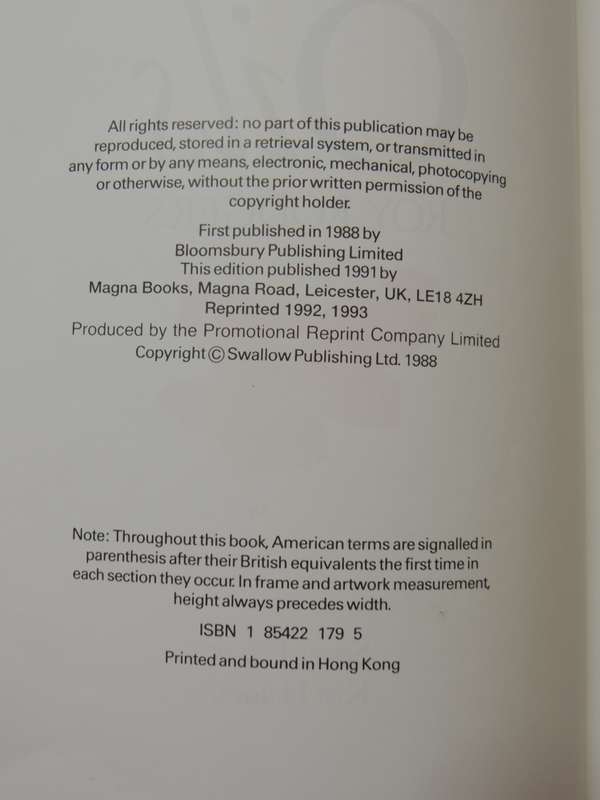 All rights reserved: no part of this publication may be
reproduced, stored in a retrieval system, or transmitted in
any form or by any means, electronic, mechanical, photocopying
or otherwise, without the prior written permission of the
copyright holder.
First published in 1988 by
Bloomsbury Publishing Limited
This edition published 1991 by
Magna Books, Magna Road, Leicester, UK, LE18 4ZH
Reprinted 1992, 1993
Produced by the Promotional Reprint Company Limited
Copyright © Swallow Publishing Ltd. 1988
Note: Throughout this book, American terms are signalled in
parenthesis after their British equivalents the first time in
each section they occur. In frame and artwork measurement,
height always precedes width.
ISBN 1 85422 179 5
Printed and bound in Hong Kong